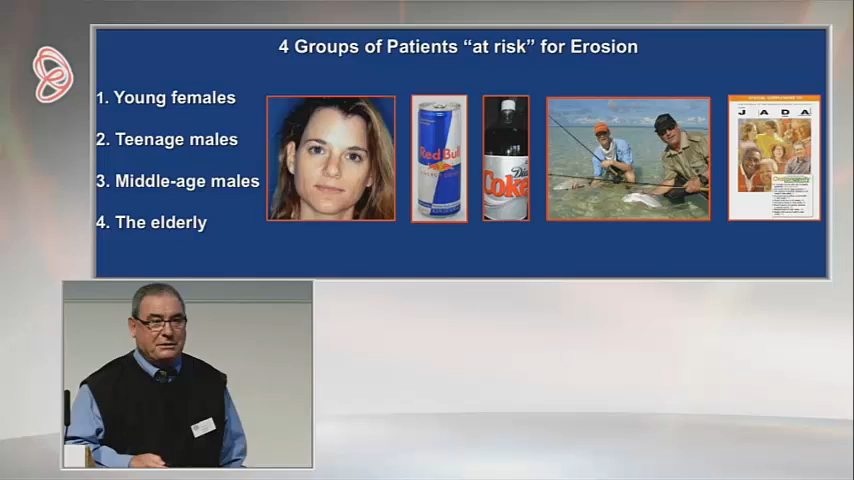 4 Groups of Patients “at risk” for Erosion
1. Young females
2. Teenage males
3. Middle-age males
4. The elderly
Red Bull
Coke
J A D A